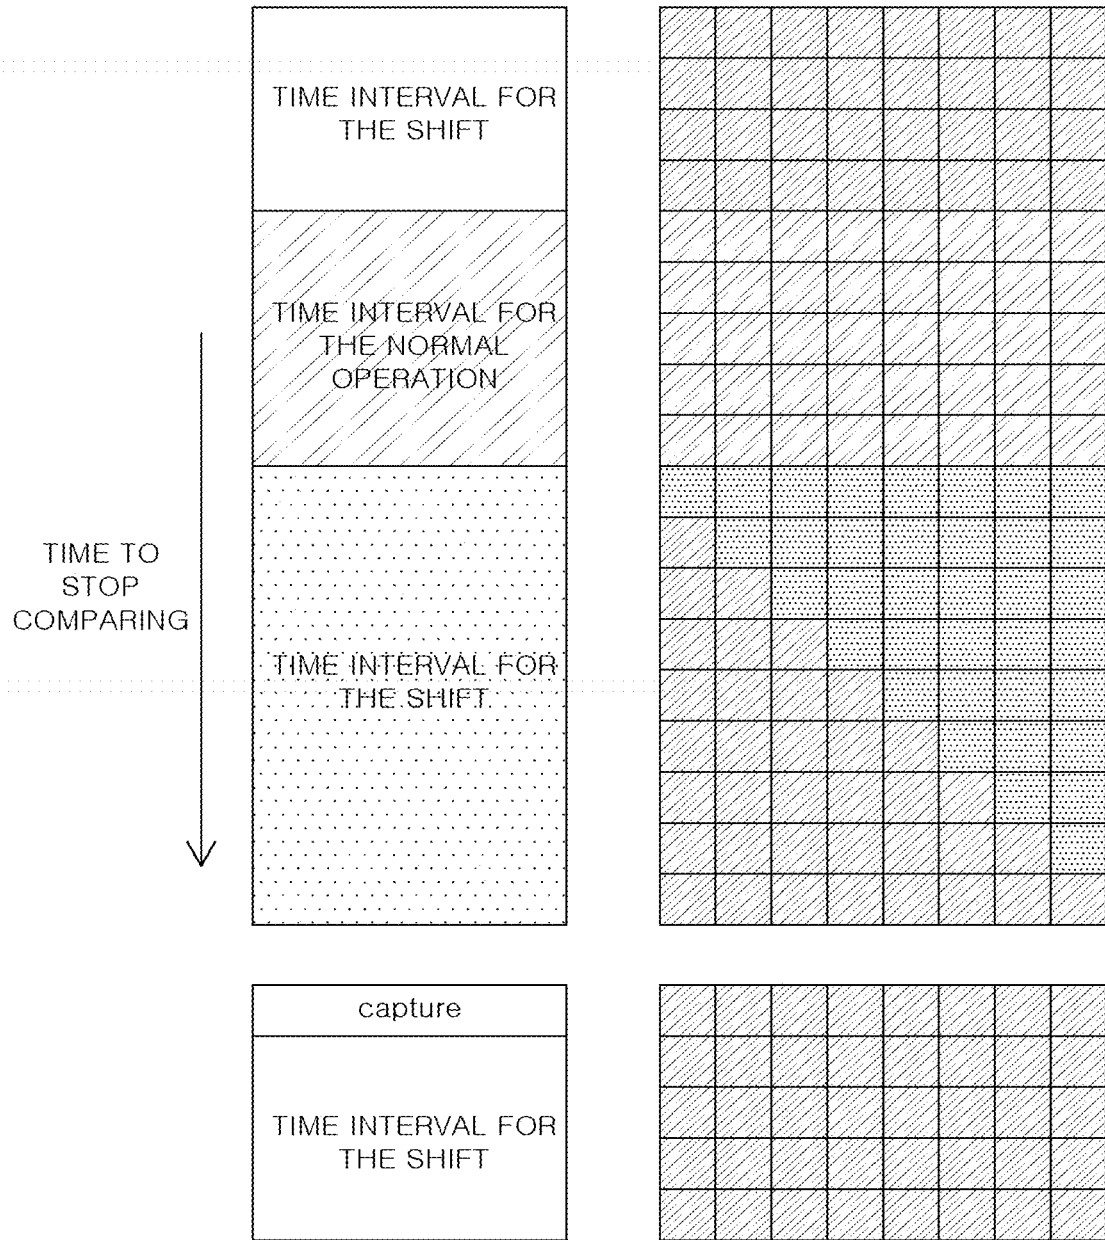 TIME INTERVAL FOR
THE SHIFT
TIME INTERVAL FOR
THE NORMAL
OPERATION
TIME TO
STOP
COMPARING
TIME INTERVAL FOR
THE SHIFT
capture
TIME INTERVAL FOR
THE SHIFT